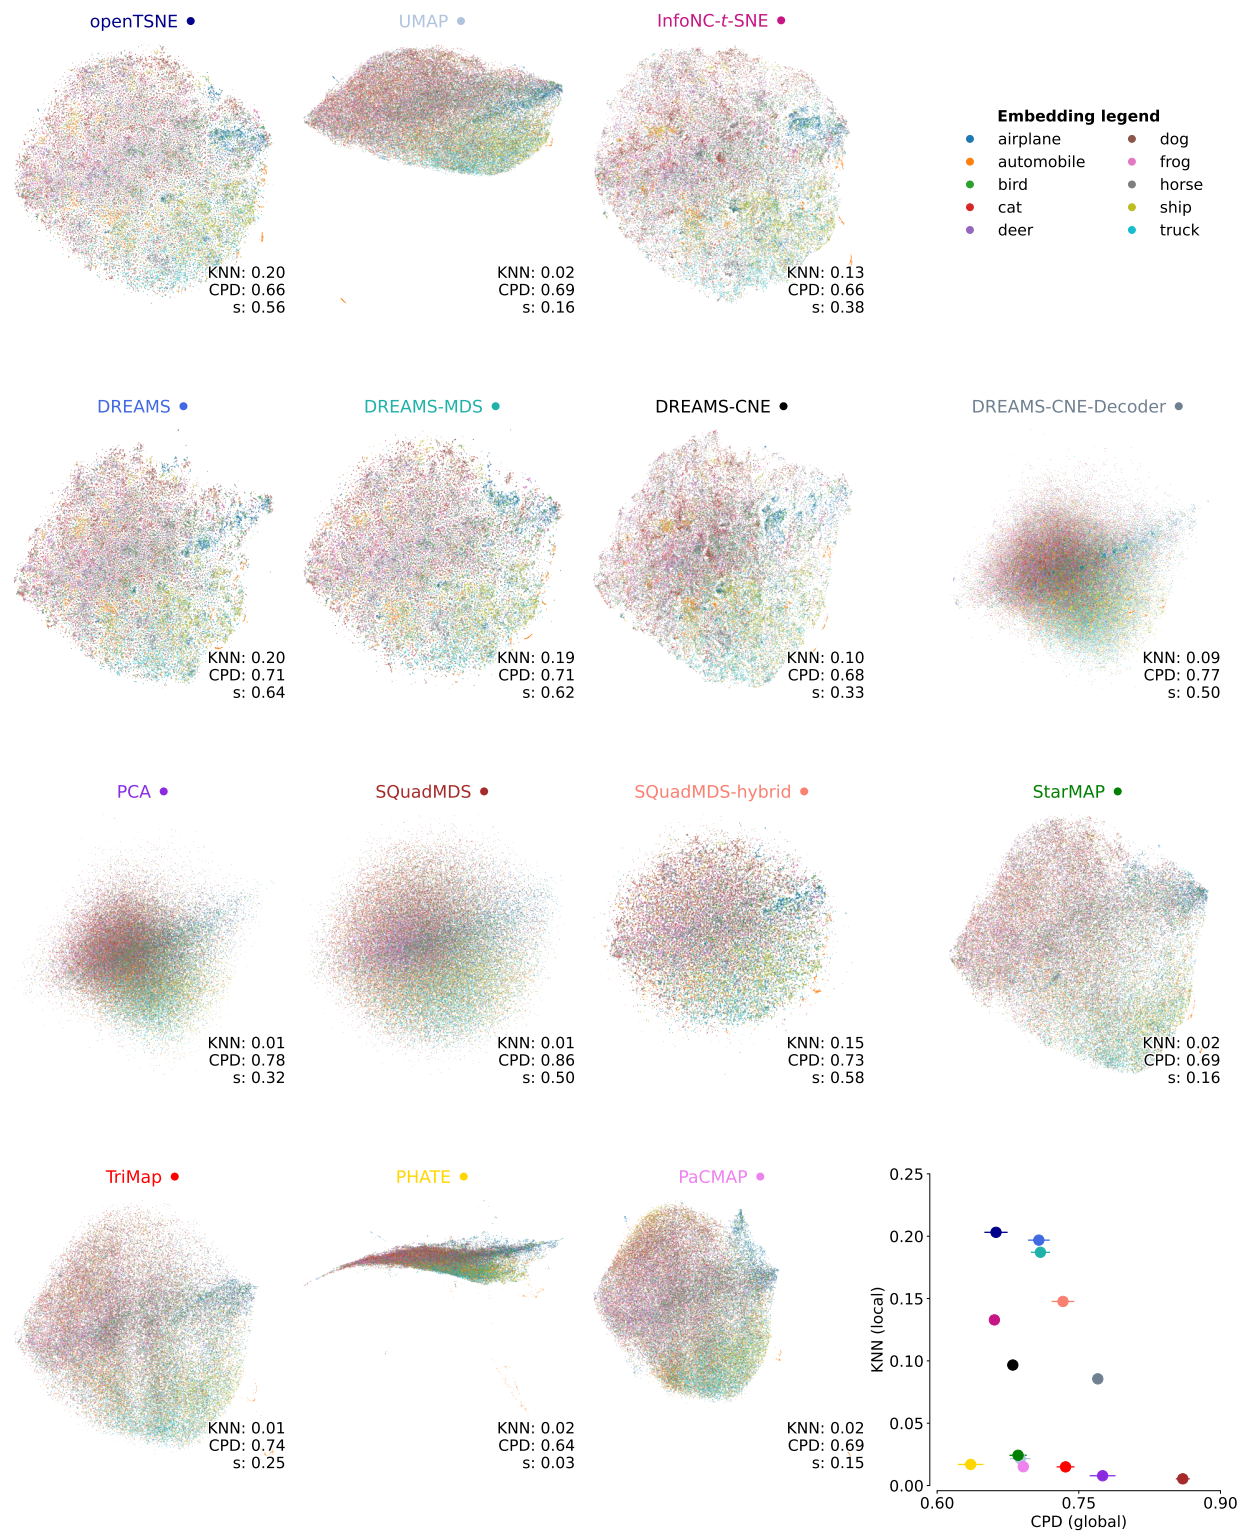 openTSNE
UMAP
InfoNC-t-SNE
KNN: 0.20
CPD: 0.66
s: 0.56
KNN: 0.02
CPD: 0.69
s: 0.16
KNN: 0.13
CPD: 0.66
s: 0.38
Embedding legend
airplane
automobile
bird
cat
deer
dog
frog
horse
ship
truck
DREAMS
DREAMS-MDS
DREAMS-CNE
DREAMS-CNE-Decoder
KNN: 0.20
CPD: 0.71
s: 0.64
KNN: 0.19
CPD: 0.71
s: 0.62
KNN: 0.10
CPD: 0.68
s: 0.33
KNN: 0.09
CPD: 0.77
s: 0.50
PCA
SQuadMDS
SQuadMDS-hybrid
StarMAP
KNN: 0.01
CPD: 0.78
s: 0.32
KNN: 0.01
CPD: 0.86
s: 0.50
KNN: 0.15
CPD: 0.73
s: 0.58
KNN: 0.02
CPD: 0.69
s: 0.16
TriMap
PHATE
PaCMAP
KNN: 0.01
CPD: 0.74
s: 0.25
KNN: 0.02
CPD: 0.64
s: 0.03
KNN: 0.02
CPD: 0.69
s: 0.15
KNN (local)
0.25
0.20
0.15
0.10
0.05
0.00
0.60
0.75
0.90
CPD (global)